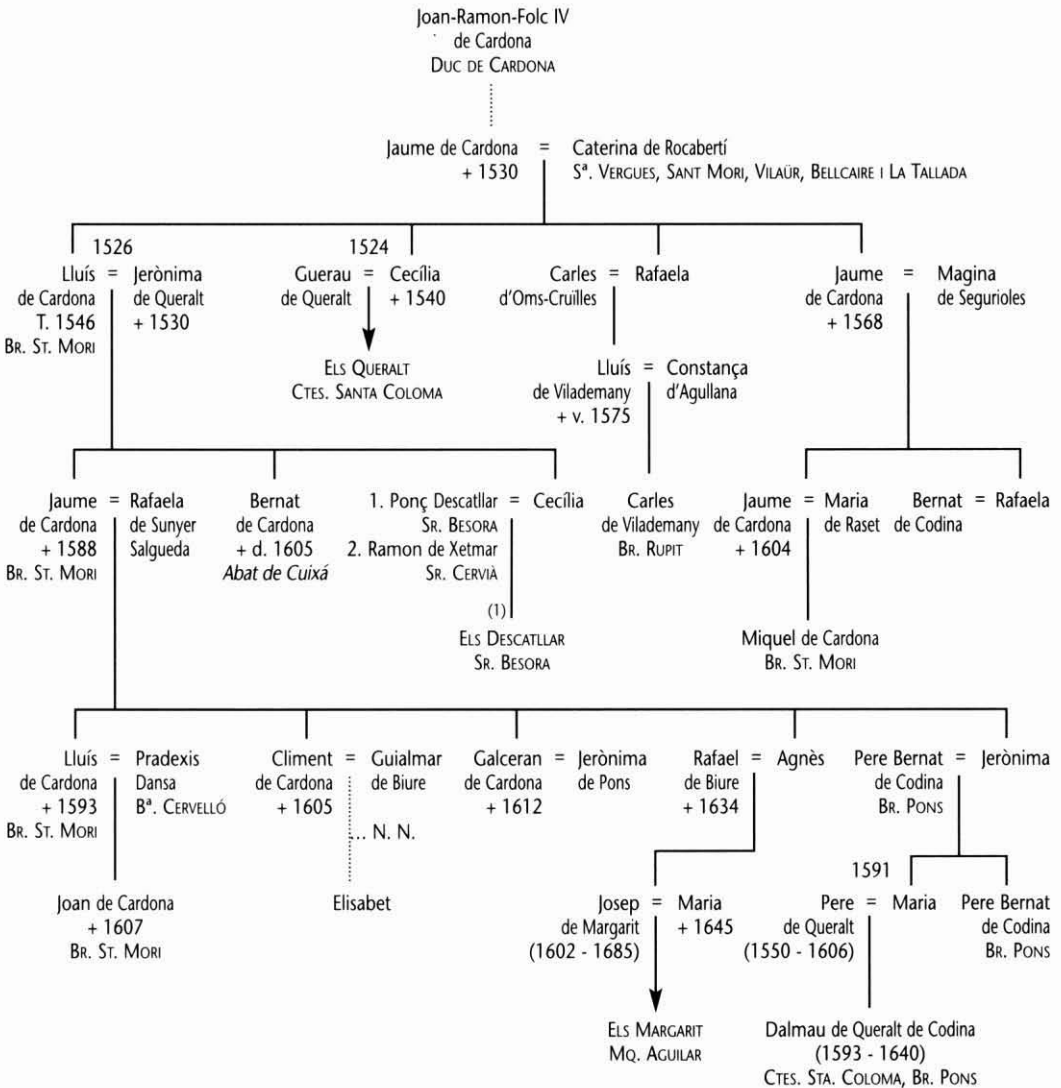 Joan-Ramon-Folc IV
de Cardona
DUC DE CARDONA
Jaume de Cardona = Caterina de Rocabertí
+ 1530 Sª. VERGUES, SANT MORI, VILAÜR, BELLCAIRE I LA TALLADA
1526
Lluís = Jerònima
de Cardona de Queralt
T. 1546 + 1530
BR. ST. MORI
1524
Guerau = Cecília
de Queralt + 1540
ELS QUERALT
CTES. SANTA COLOMA
Carles = Rafaela
d'Oms-Cruïlles
Jaume = Magina
de Cardona de Segurioles
+ 1568
Lluís = Constança
de Vilademany d'Agullana
+ v. 1575
Jaume = Rafaela
de Cardona de Sunyer
+ 1588 Salgueda
BR. ST. MORI
Bernat
de Cardona
+ d. 1605
Abat de Cuixá
1. Ponç Descatllar = Cecília
SR. BESORA
2. Ramon de Xetmar
SR. CERVIÀ
(1)
ELS DESCATLLAR
SR. BESORA
Carles
de Vilademany
BR. RUPIT
Jaume = Maria
de Cardona de Raset
+ 1604
Bernat = Rafaela
de Codina
Miquel de Cardona
BR. ST. MORI
Lluís = Pradexis
de Cardona Dansa
+ 1593 Bª. CERVELLÓ
BR. ST. MORI
Climent = Guialmar
de Cardona de Biure
+ 1605
... N. N.
Galceran = Jerònima
de Cardona de Pons
+ 1612
Rafael = Agnès
de Biure
+ 1634
Pere Bernat = Jerònima
de Codina
BR. PONS
Joan de Cardona
+ 1607
BR. ST. MORI
Elisabet
Josep = Maria
de Margarit + 1645
(1602 - 1685)
1591
Pere = Maria
de Queralt
(1550 - 1606)
Pere Bernat
de Codina
BR. PONS
ELS MARGARIT
MQ. AGUILAR
Dalmau de Queralt de Codina
(1593 - 1640)
CTES. STA. COLOMA, BR. PONS